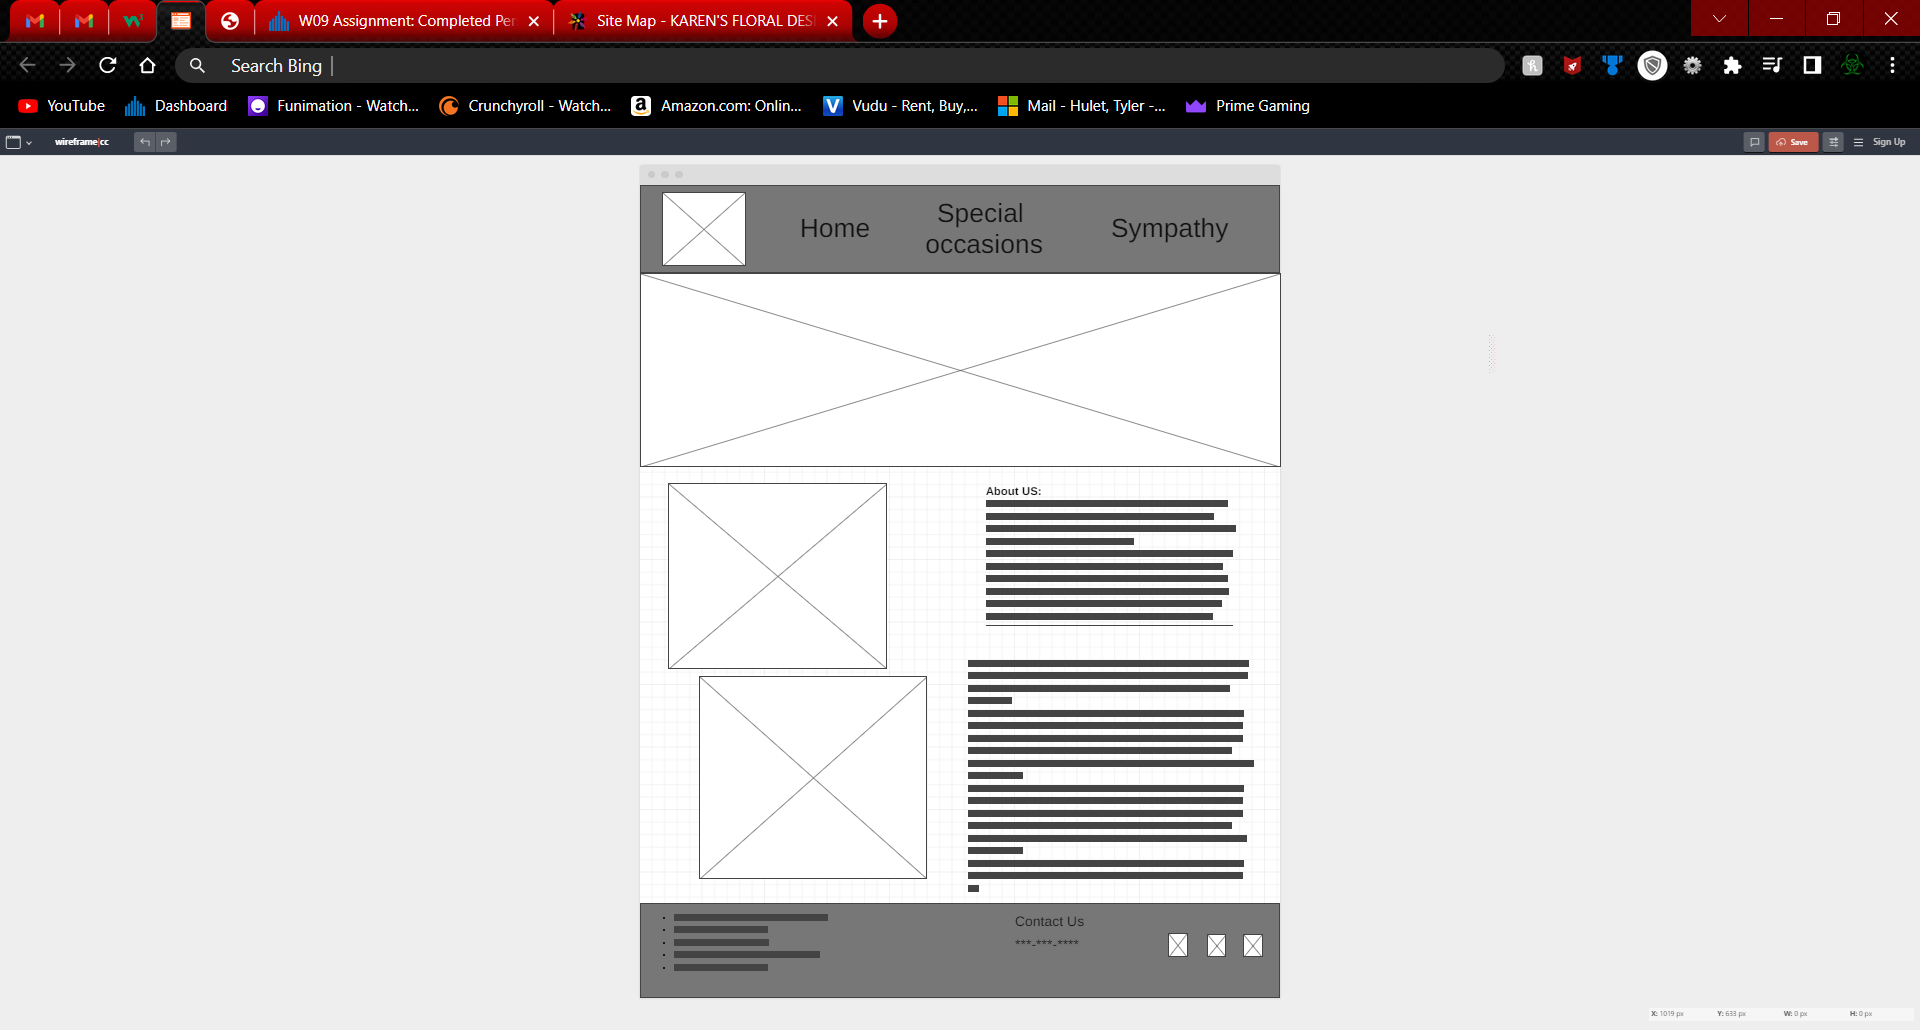 W09 Assignment: Completed Per
Site Map - KAREN'S FLORAL DES
Search Bing
YouTube
Dashboard
Funimation - Watch...
Crunchyroll - Watch...
Amazon.com: Onlin...
Vudu - Rent, Buy,...
Mail - Hulet, Tyler -...
Prime Gaming
wireframe|cc
Save
Sign Up
Home
Special
occasions
Sympathy
About US:
Contact Us
***-***-****
X: 1019 px Y: 633 px W: 0 px H: 0 px